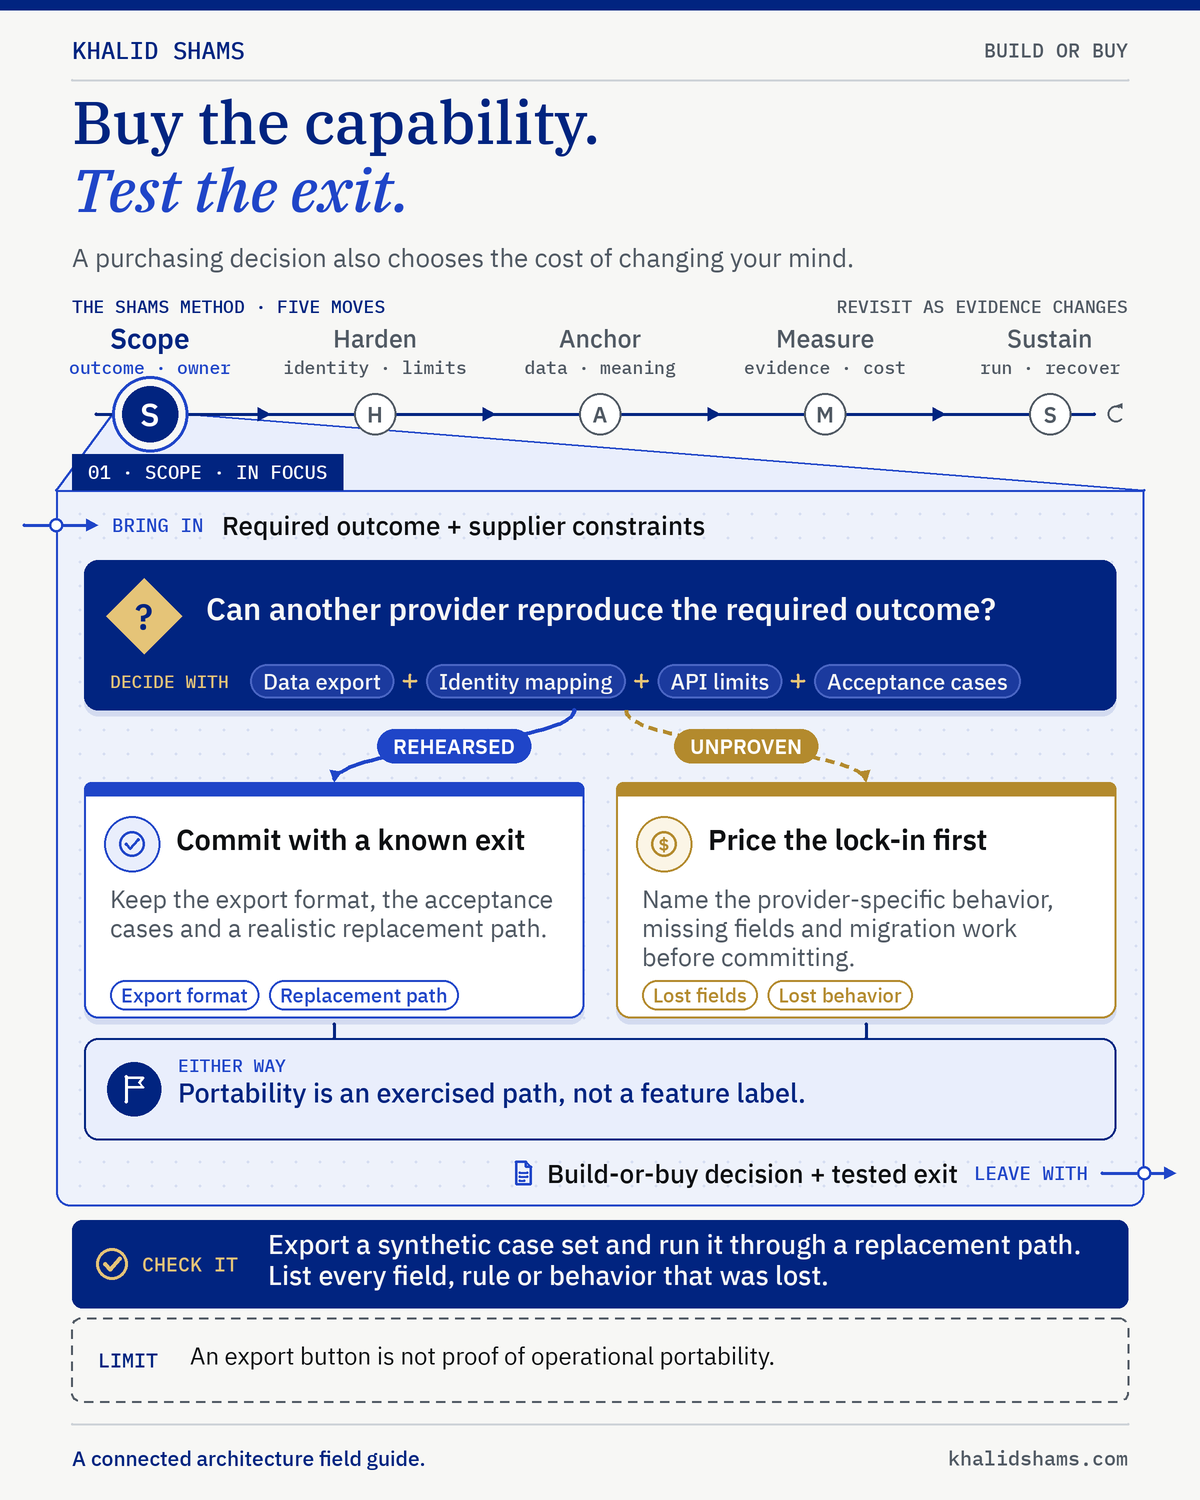 KHALID SHAMS
BUILD OR BUY
Buy the capability.
Test the exit.
A purchasing decision also chooses the cost of changing your mind.
THE SHAMS METHOD · FIVE MOVES
REVISIT AS EVIDENCE CHANGES
Scope
outcome · owner
Harden
identity · limits
Anchor
data · meaning
Measure
evidence · cost
Sustain
run · recover
S
H
A
M
S
01 · SCOPE · IN FOCUS
BRING IN Required outcome + supplier constraints
? Can another provider reproduce the required outcome?
DECIDE WITH Data export + Identity mapping + API limits + Acceptance cases
REHEARSED
UNPROVEN
Commit with a known exit
Keep the export format, the acceptance
cases and a realistic replacement path.
Export format Replacement path
$ Price the lock-in first
Name the provider-specific behavior,
missing fields and migration work
before committing.
Lost fields Lost behavior
EITHER WAY
Portability is an exercised path, not a feature label.
Build-or-buy decision + tested exit LEAVE WITH
CHECK IT
Export a synthetic case set and run it through a replacement path.
List every field, rule or behavior that was lost.
LIMIT An export button is not proof of operational portability.
A connected architecture field guide.
khalidshams.com